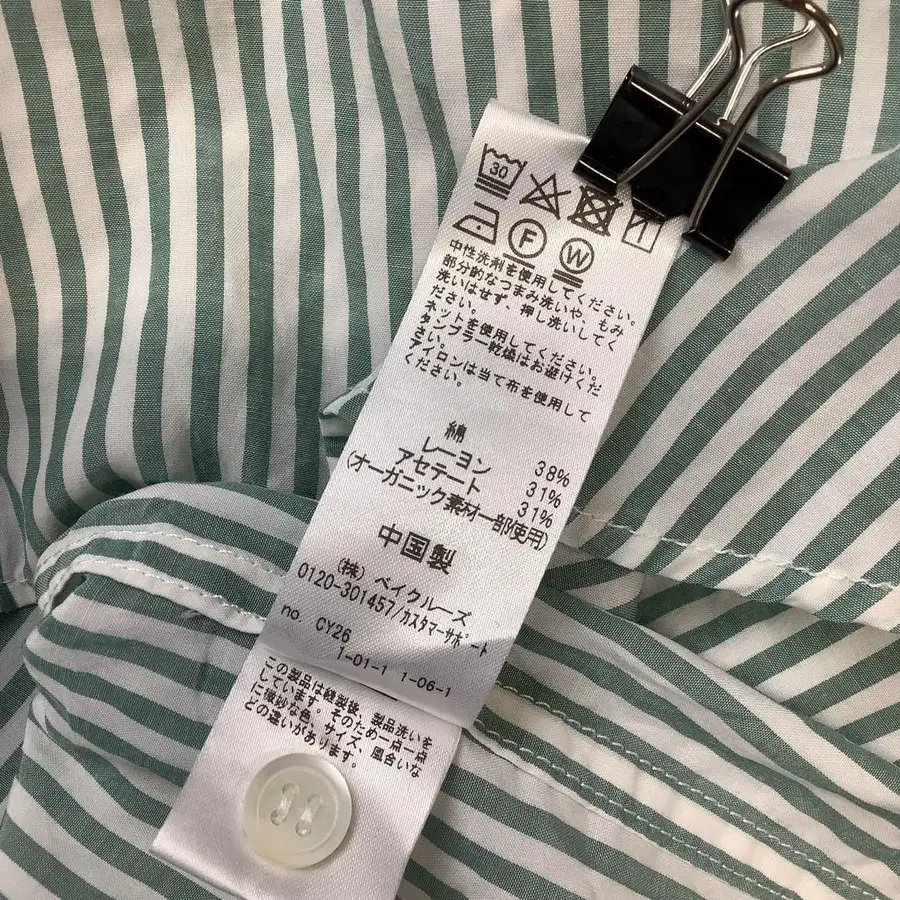 30
F
W
中性洗剤を使用してください。
部分的なつまみ洗いや、もみ
洗いはせず、押し洗いしてく
ださい。
ネットを使用してください。
タンブラー乾燥はお避けくだ
さい。
アイロンは当て布を使用して
ください。
綿 38%
レーヨン 31%
アセテート 31%
(オーガニック素材一部使用)
中国製
(株) ベイクルーズ
0120-301457/カスタマーサポート
no. CY26
1-01-1 1-06-1
この製品は縫製後、製品洗いを
しています。そのため一点一点
に微妙な色、サイズ、風合いな
どの違いがあります。